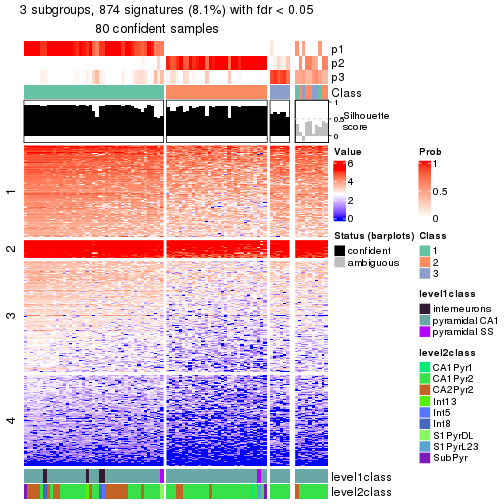 3 subgroups, 874 signatures (8.1%) with fdr < 0.05
80 confident samples
p1
p2
p3
Class
1
0.5
0
Silhouette
score
1
2
3
4
Value
6
4
2
0
Prob
1
0.5
0
Status (barplots)
confident
ambiguous
Class
1
2
3
level1class
interneurons
pyramidal CA1
pyramidal SS
level2class
CA1Pyr1
CA1Pyr2
CA2Pyr2
Int13
Int5
Int8
S1PyrDL
S1PyrL23
SubPyr
level1class
level2class